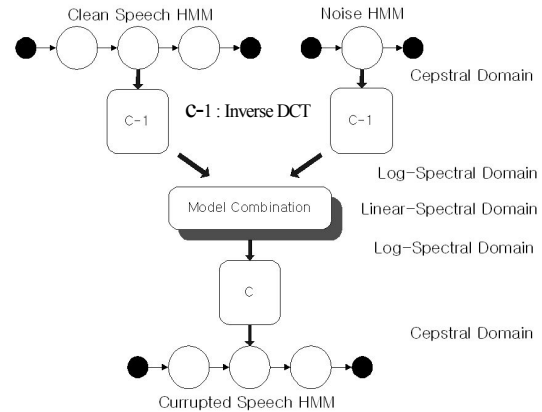 Clean Speech HMM
Noise HMM
Cepstral Domain
C-1
C-1 : Inverse DCT
C-1
Log-Spectral Domain
Model Combination
Linear-Spectral Domain
Log-Spectral Domain
C
Cepstral Domain
Currupted Speech HMM